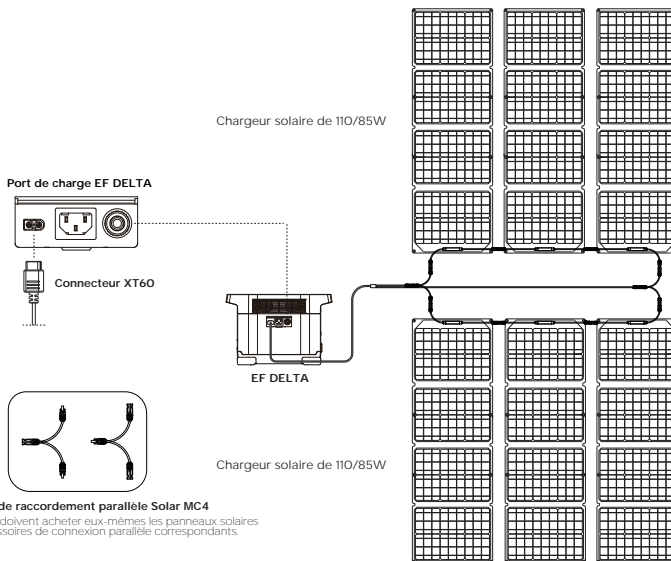 Chargeur solaire de 110/85W
Port de charge EF DELTA
Connecteur XT60
EF DELTA
Chargeur solaire de 110/85W
de raccordement parallèle Solar MC4
doivent acheter eux-mêmes les panneaux solaires
ssoires de connexion parallèle correspondants.